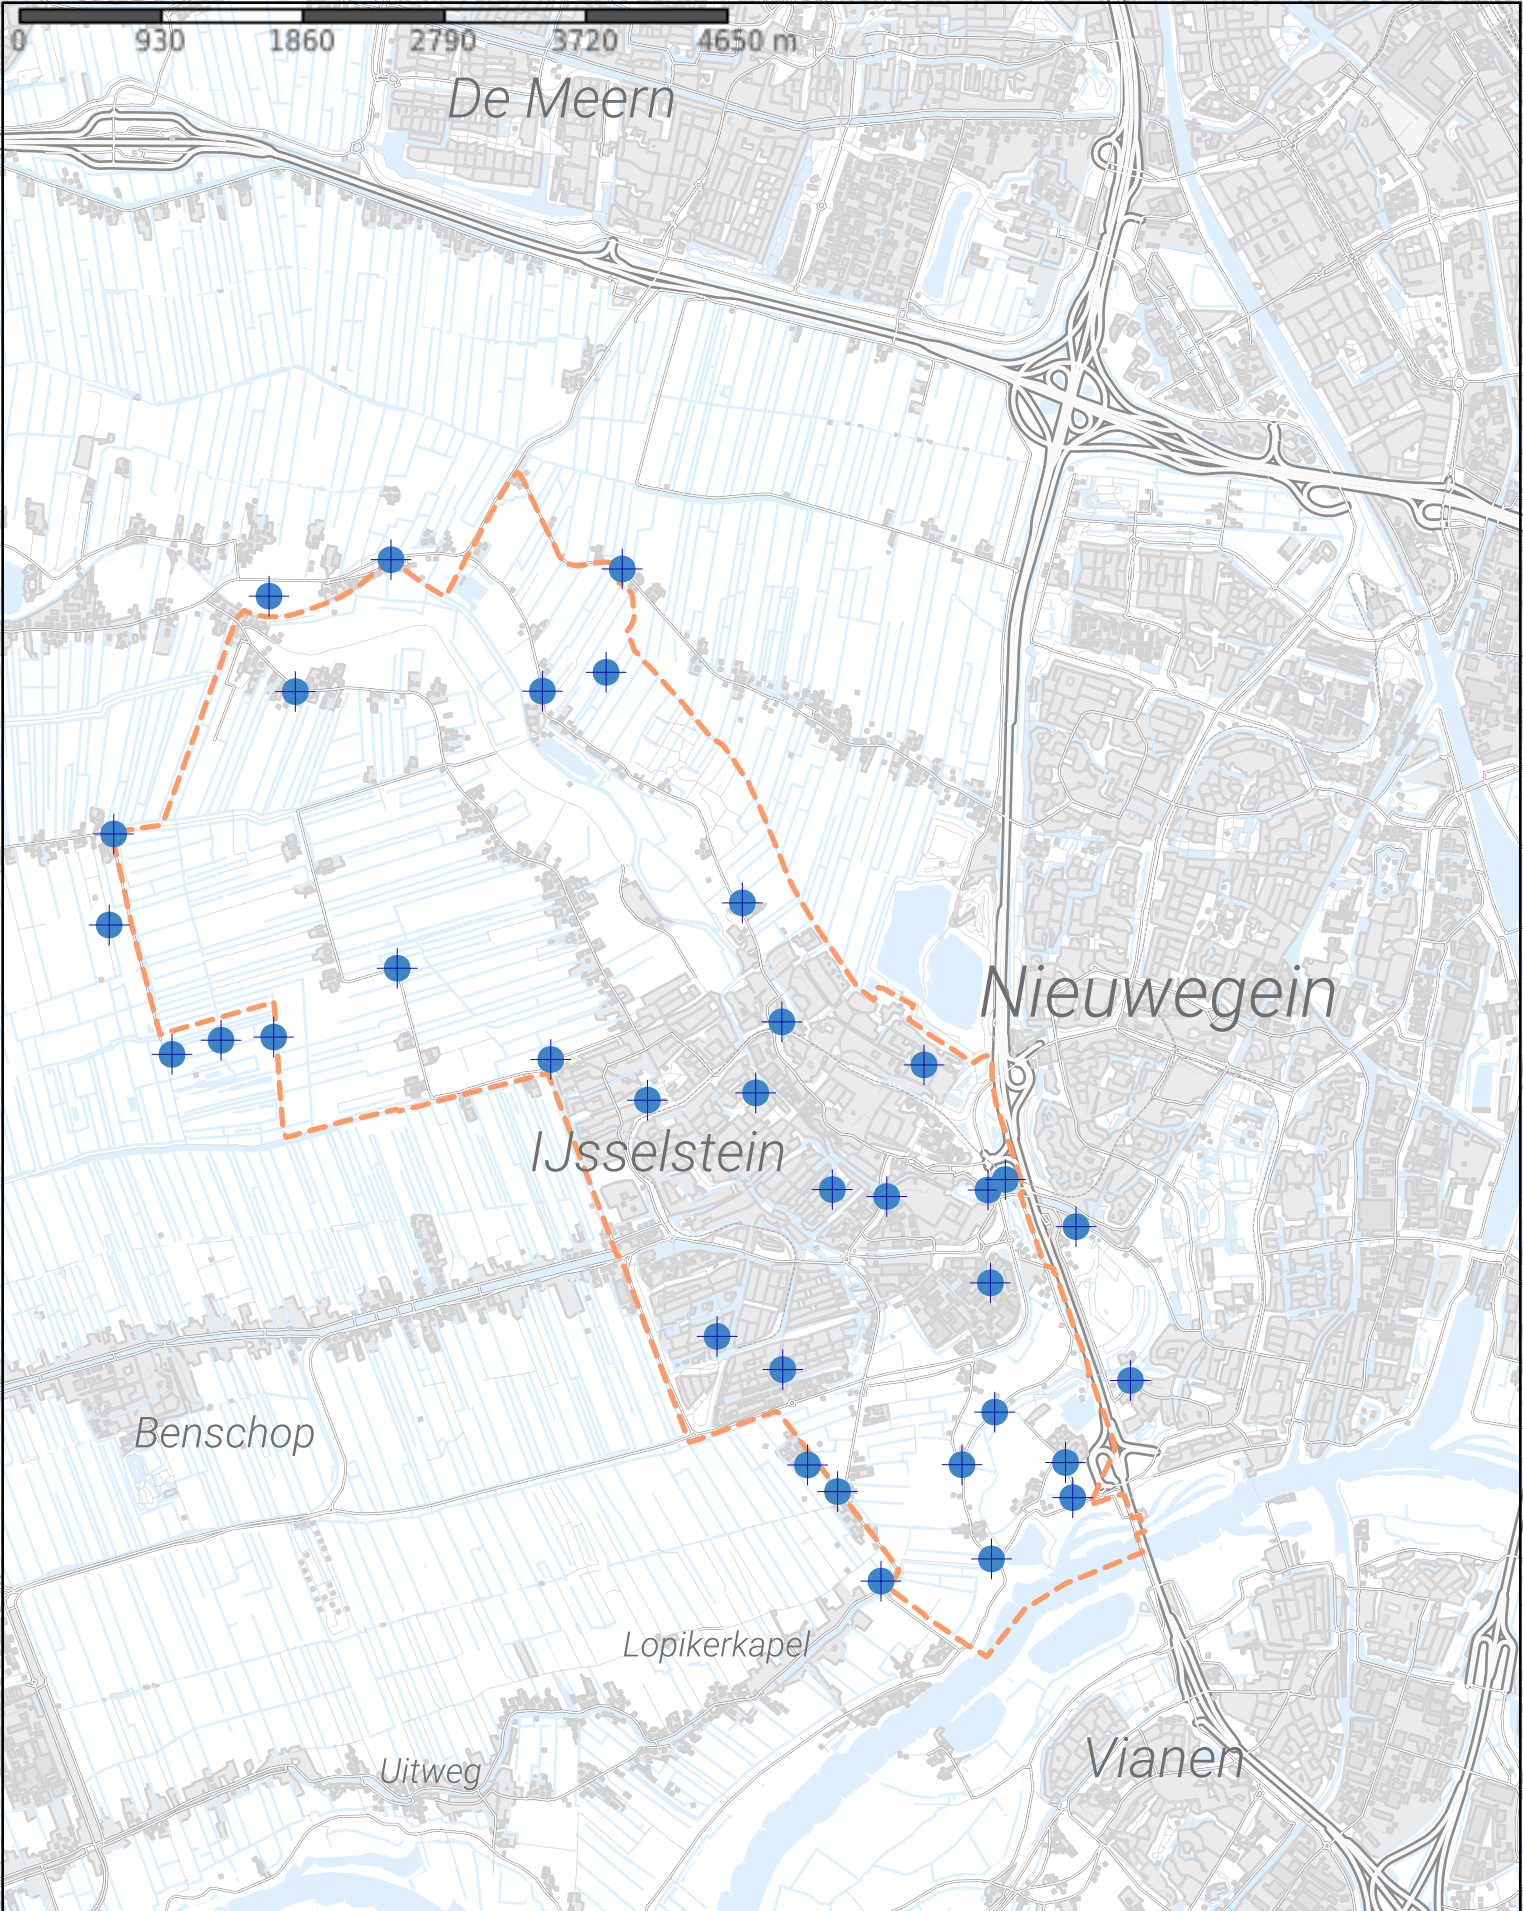 0 930 1860 2790 3720 4650 m
De Meern
Nieuwegein
IJsselstein
Benschop
Lopikerkapel
Uitweg
Vianen